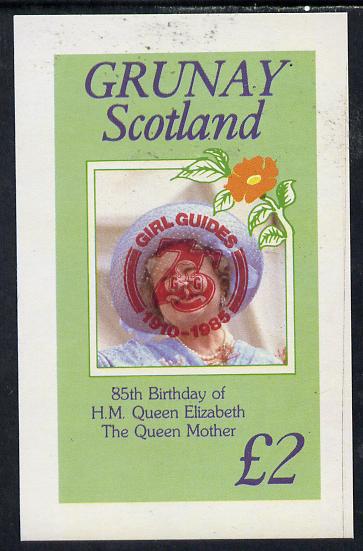 GRUNAY
Scotland
GIRL GUIDES
75
1910-1985
85th Birthday of
H.M. Queen Elizabeth
The Queen Mother
£2